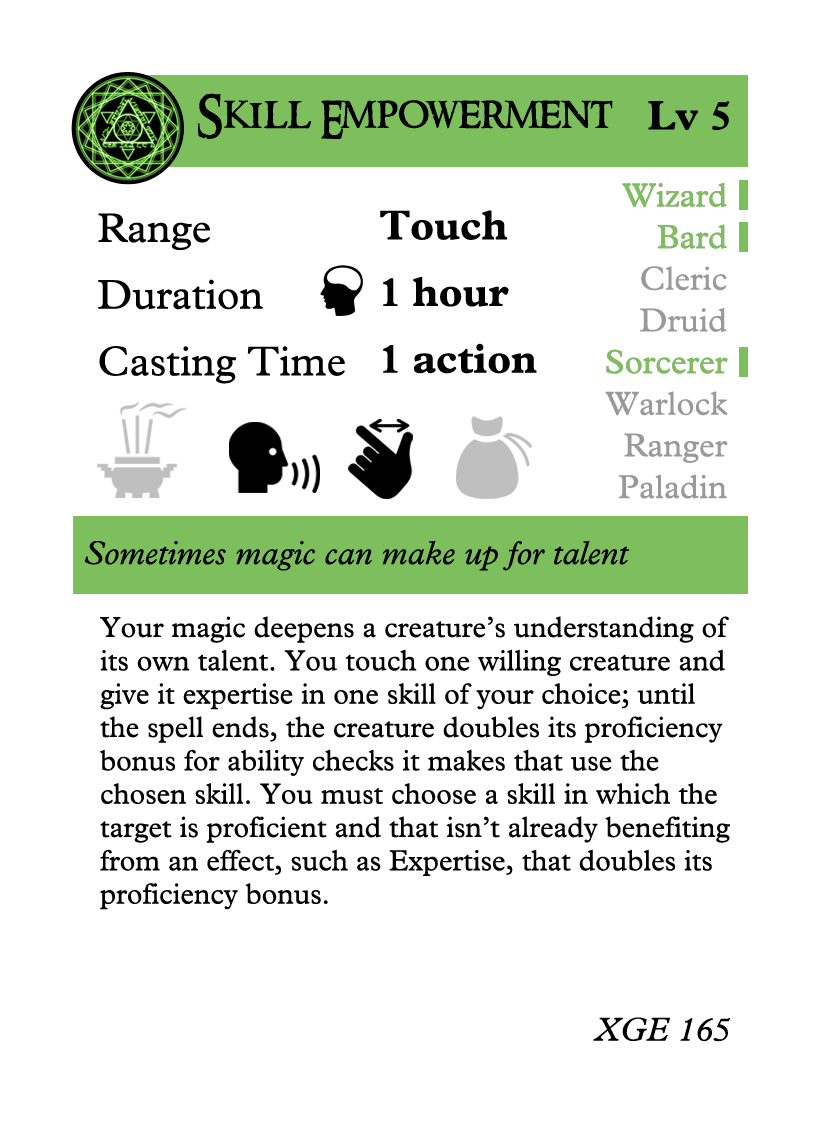 Skill Empowerment Lv 5
Wizard
Bard
Cleric
Druid
Sorcerer
Warlock
Ranger
Paladin
Range Touch
Duration 1 hour
Casting Time 1 action
Sometimes magic can make up for talent
Your magic deepens a creature’s understanding of
its own talent. You touch one willing creature and
give it expertise in one skill of your choice; until
the spell ends, the creature doubles its proficiency
bonus for ability checks it makes that use the
chosen skill. You must choose a skill in which the
target is proficient and that isn’t already benefiting
from an effect, such as Expertise, that doubles its
proficiency bonus.
XGE 165